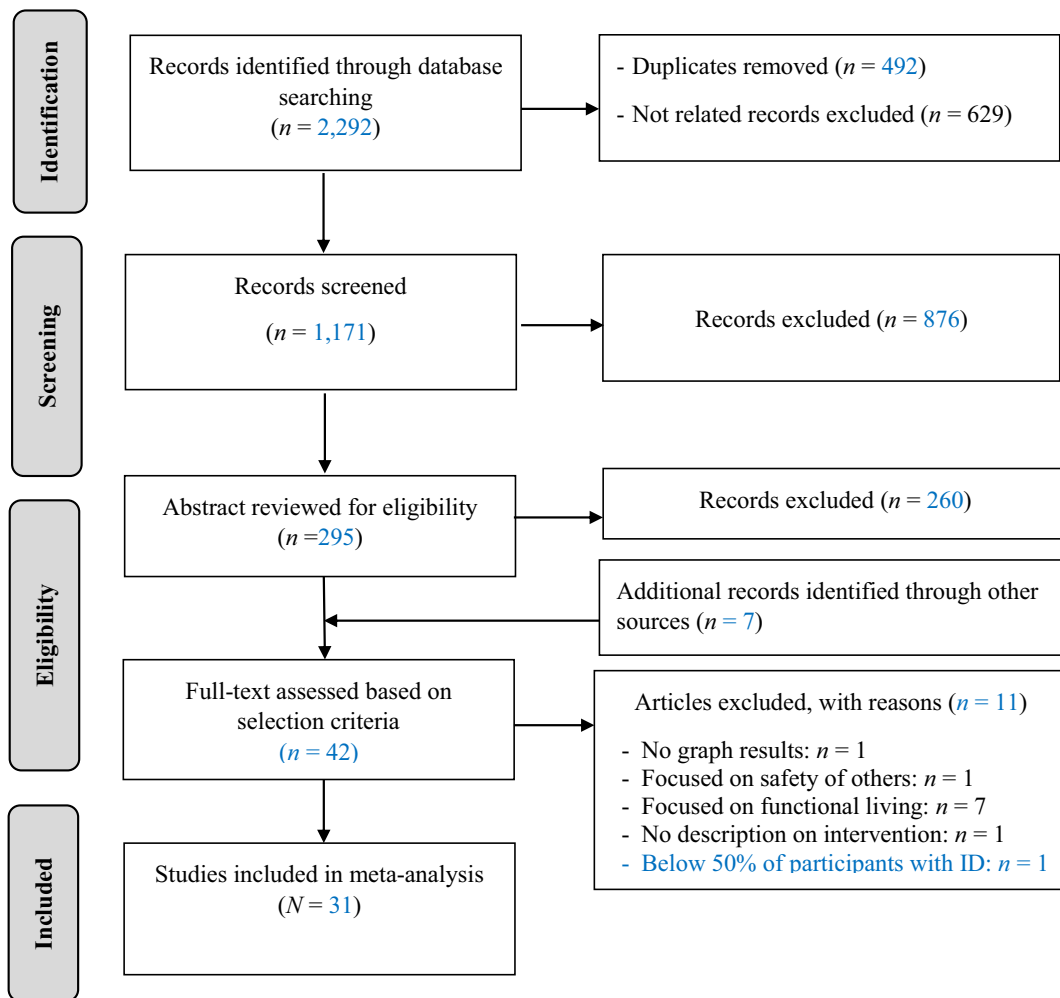 Identification
Records identified through database
searching
(n = 2,292)
- Duplicates removed (n = 492)
- Not related records excluded (n = 629)
Screening
Records screened
(n = 1,171)
Records excluded (n = 876)
Eligibility
Abstract reviewed for eligibility
(n =295)
Records excluded (n = 260)
Additional records identified through other
sources (n = 7)
Full-text assessed based on
selection criteria
(n = 42)
Articles excluded, with reasons (n = 11)
- No graph results: n = 1
- Focused on safety of others: n = 1
- Focused on functional living: n = 7
- No description on intervention: n = 1
- Below 50% of participants with ID: n = 1
Included
Studies included in meta-analysis
(N = 31)